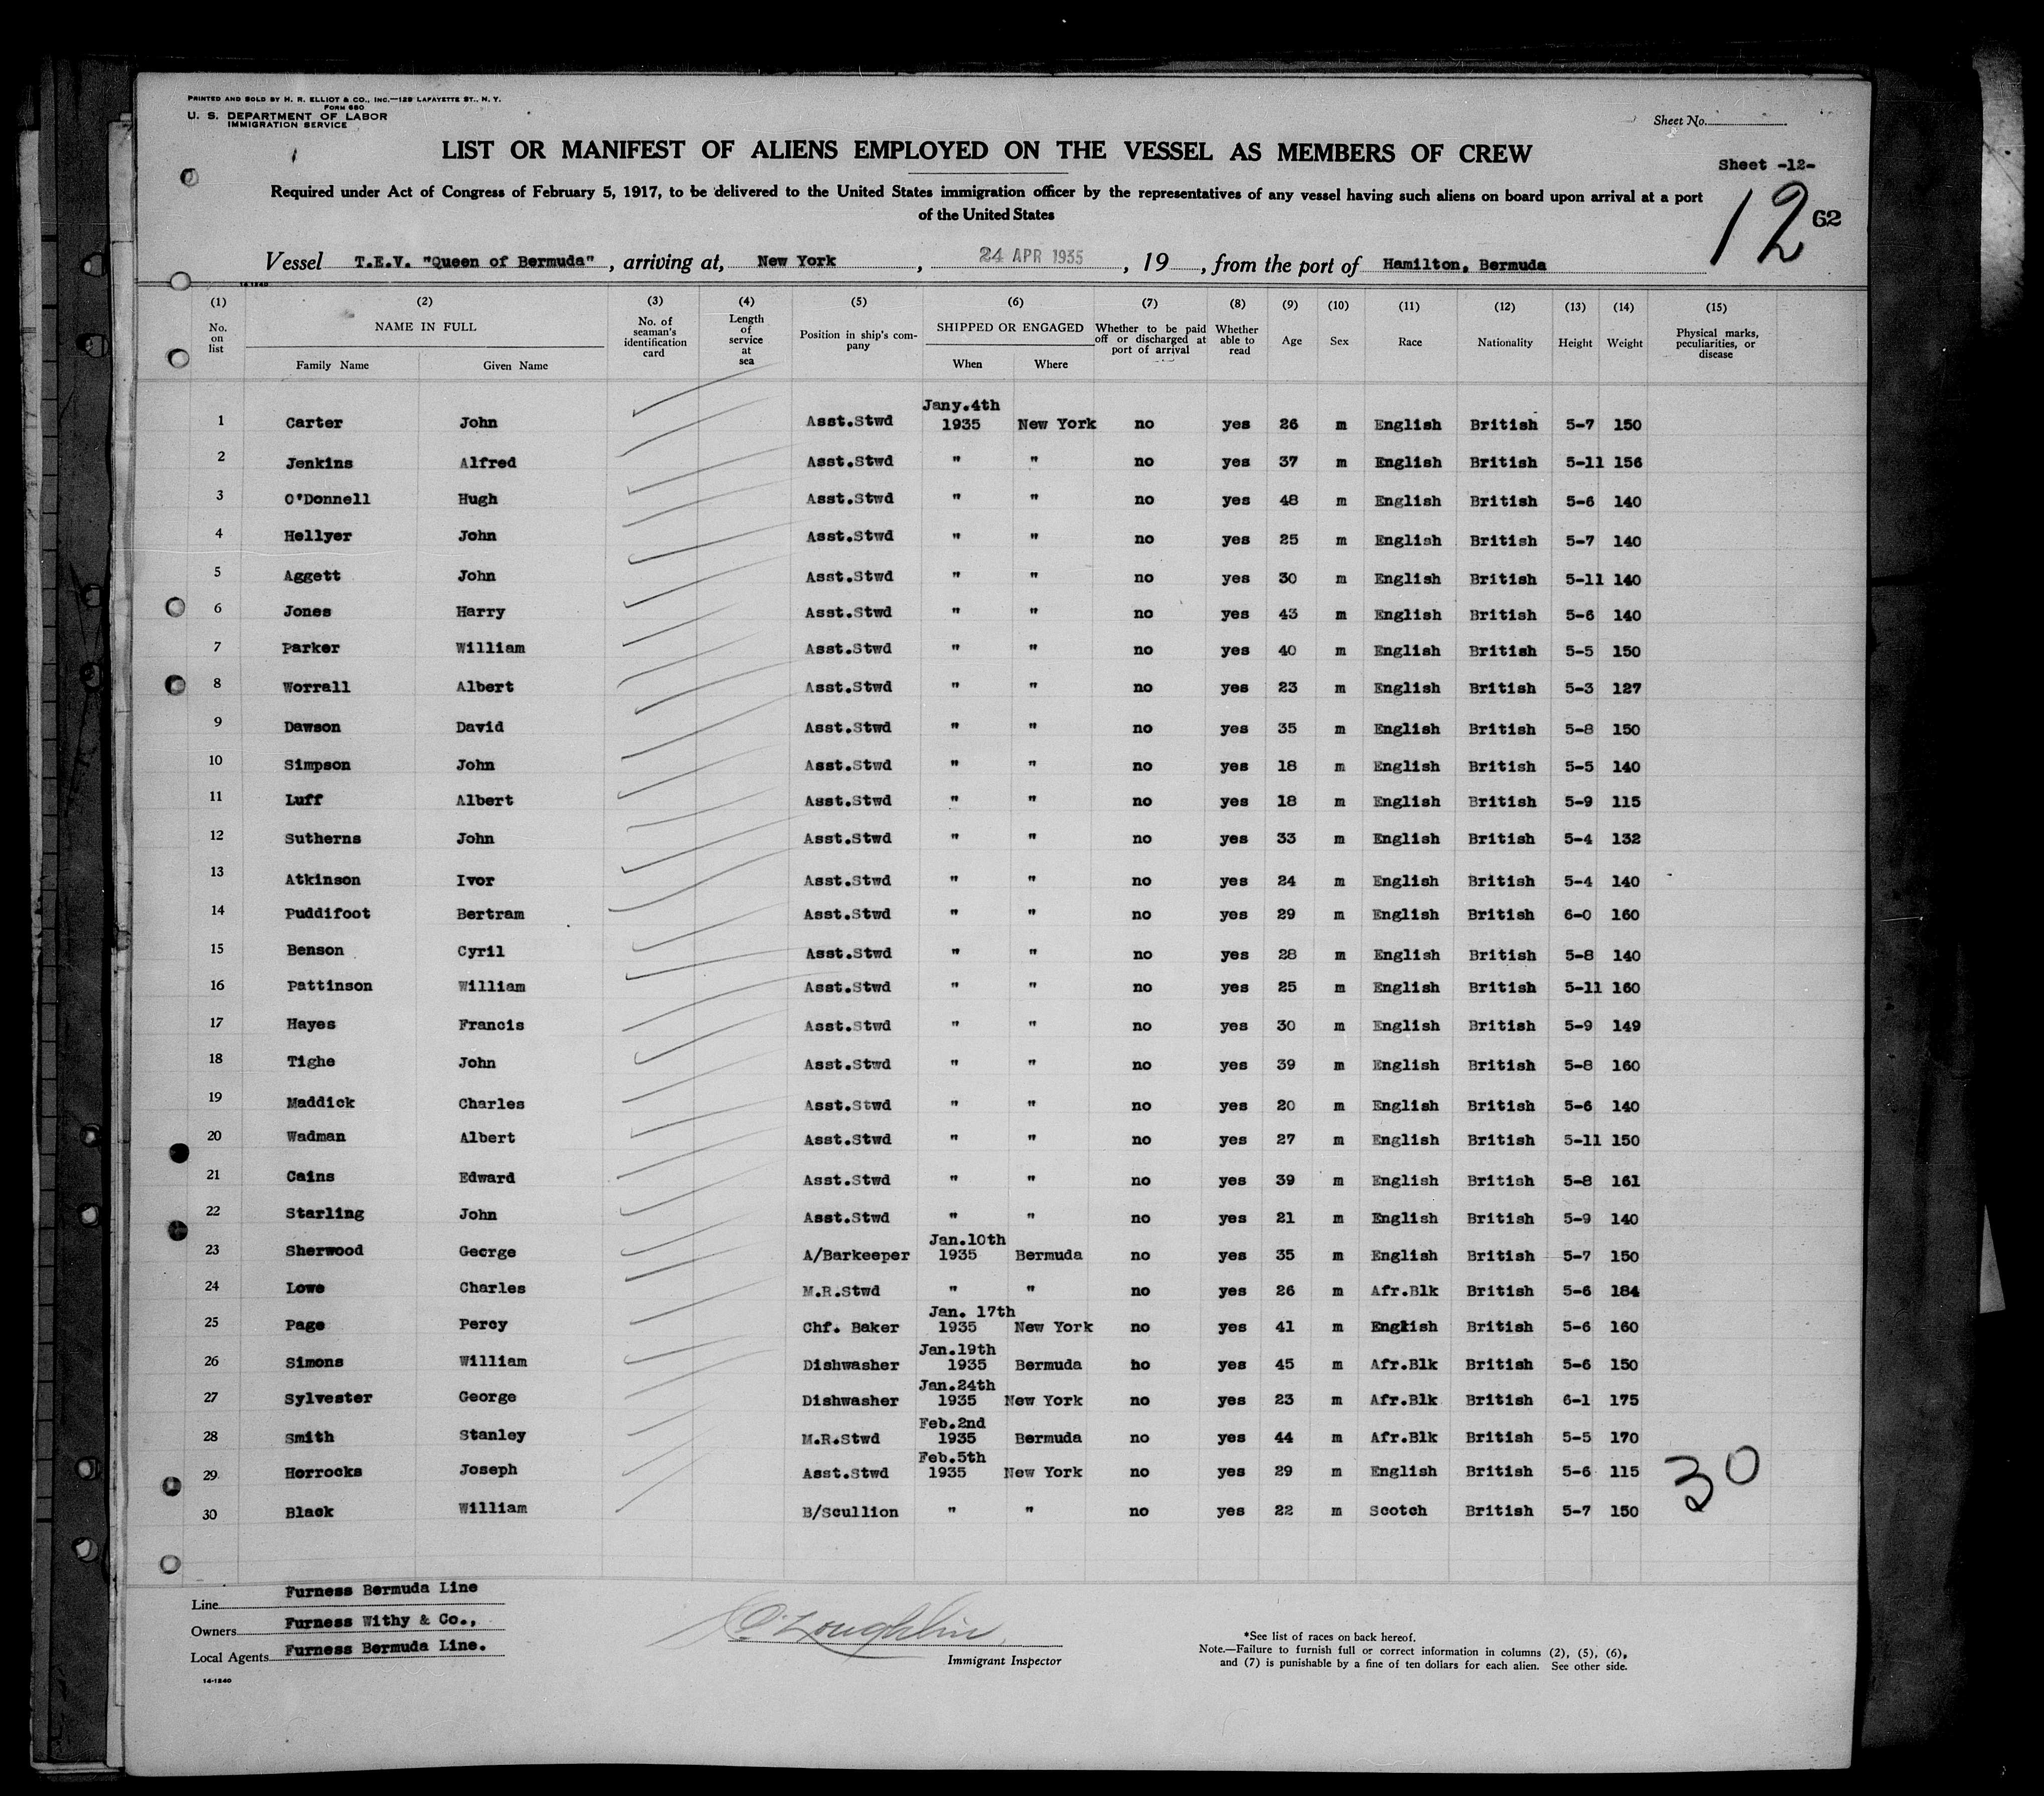 PRINTED AND SOLD BY H. R. ELLIOT & CO., INC.—129 LAFAYETTE ST., N. Y.
FORM 680
U. S. DEPARTMENT OF LABOR
IMMIGRATION SERVICE
Sheet No.
LIST OR MANIFEST OF ALIENS EMPLOYED ON THE VESSEL AS MEMBERS OF CREW
Sheet -12-
Required under Act of Congress of February 5, 1917, to be delivered to the United States immigration officer by the representatives of any vessel having such aliens on board upon arrival at a port
of the United States
12 62
Vessel T.E.V. "Queen of Bermuda", arriving at, New York, 24 APR 1935, 19, from the port of Hamilton, Bermuda
14-1240
(1) (2) (3) (4) (5) (6) (7) (8) (9) (10) (11) (12) (13) (14) (15)
No. on list NAME IN FULL Family Name Given Name No. of seaman's identification card Length of service at sea Position in ship's company SHIPPED OR ENGAGED When Where Whether to be paid off or discharged at port of arrival Whether able to read Age Sex Race Nationality Height Weight Physical marks, peculiarities, or disease
1 Carter John Asst.Stwd Jany.4th 1935 New York no yes 26 m English British 5-7 150
2 Jenkins Alfred Asst.Stwd " " no yes 37 m English British 5-11 156
3 O'Donnell Hugh Asst.Stwd " " no yes 48 m English British 5-6 140
4 Hellyer John Asst.Stwd " " no yes 25 m English British 5-7 140
5 Aggett John Asst.Stwd " " no yes 30 m English British 5-11 140
6 Jones Harry Asst.Stwd " " no yes 43 m English British 5-6 140
7 Parker William Asst.Stwd " " no yes 40 m English British 5-5 150
8 Worrall Albert Asst.Stwd " " no yes 23 m English British 5-3 127
9 Dawson David Asst.Stwd " " no yes 35 m English British 5-8 150
10 Simpson John Asst.Stwd " " no yes 18 m English British 5-5 140
11 Luff Albert Asst.Stwd " " no yes 18 m English British 5-9 115
12 Sutherns John Asst.Stwd " " no yes 33 m English British 5-4 132
13 Atkinson Ivor Asst.Stwd " " no yes 24 m English British 5-4 140
14 Puddifoot Bertram Asst.Stwd " " no yes 29 m English British 6-0 160
15 Benson Cyril Asst.Stwd " " no yes 28 m English British 5-8 140
16 Pattinson William Asst.Stwd " " no yes 25 m English British 5-11 160
17 Hayes Francis Asst.Stwd " " no yes 30 m English British 5-9 149
18 Tighe John Asst.Stwd " " no yes 39 m English British 5-8 160
19 Maddick Charles Asst.Stwd " " no yes 20 m English British 5-6 140
20 Wadman Albert Asst.Stwd " " no yes 27 m English British 5-11 150
21 Cains Edward Asst.Stwd " " no yes 39 m English British 5-8 161
22 Starling John Asst.Stwd " " no yes 21 m English British 5-9 140
23 Sherwood George A/Barkeeper Jan.10th 1935 Bermuda no yes 35 m English British 5-7 150
24 Lowe Charles M.R.Stwd " " no yes 26 m Afr.Blk British 5-6 184
25 Page Percy Chf. Baker Jan. 17th 1935 New York no yes 41 m English British 5-6 160
26 Simons William Dishwasher Jan.19th 1935 Bermuda ho yes 45 m Afr.Blk British 5-6 150
27 Sylvester George Dishwasher Jan.24th 1935 New York no yes 23 m Afr.Blk British 6-1 175
28 Smith Stanley M.R.Stwd Feb.2nd 1935 Bermuda no yes 44 m Afr.Blk British 5-5 170
29 Horrocks Joseph Asst.Stwd Feb.5th 1935 New York no yes 29 m English British 5-6 115
30 Black William B/Scullion " " no yes 22 m Scotch British 5-7 150
30
Line Furness Bermuda Line
Owners Furness Withy & Co.,
Local Agents Furness Bermuda Line.
O'Loughlin
Immigrant Inspector
*See list of races on back hereof.
Note.—Failure to furnish full or correct information in columns (2), (5), (6),
and (7) is punishable by a fine of ten dollars for each alien. See other side.
14-1240